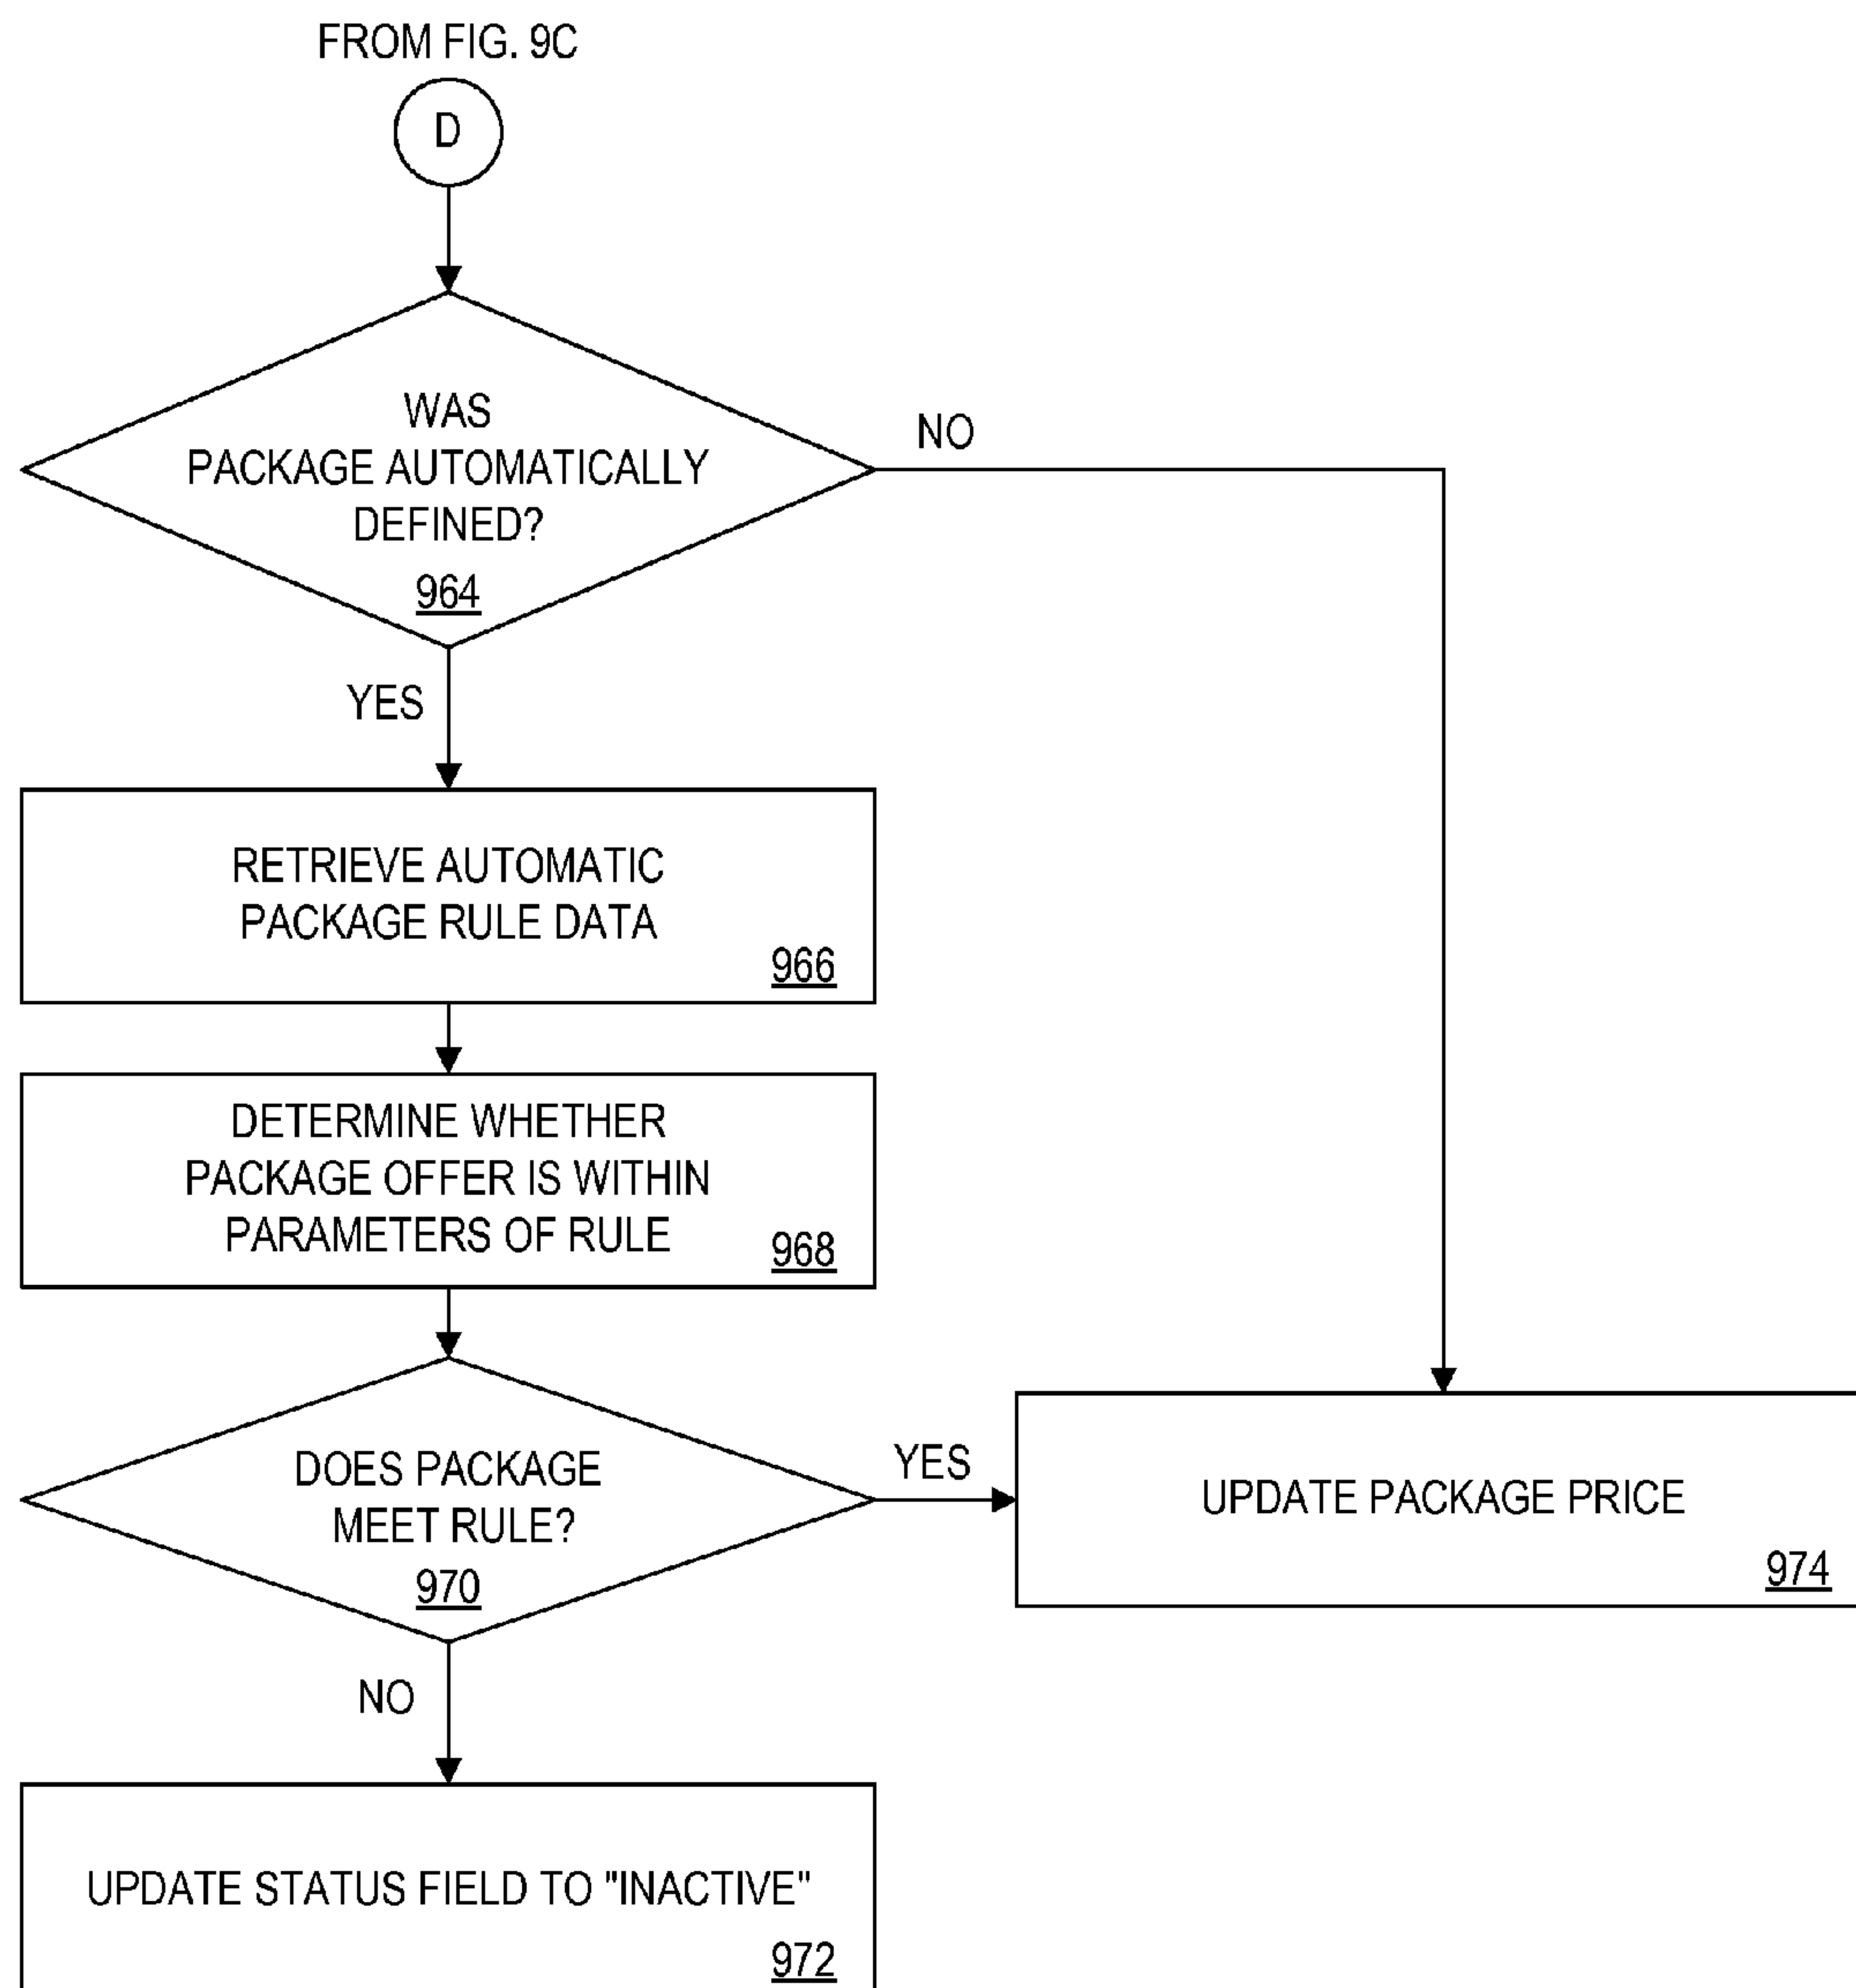 FROM FIG. 9C
D
WAS
PACKAGE AUTOMATICALLY
DEFINED?
964
NO
YES
RETRIEVE AUTOMATIC
PACKAGE RULE DATA
966
DETERMINE WHETHER
PACKAGE OFFER IS WITHIN
PARAMETERS OF RULE
968
DOES PACKAGE
MEET RULE?
970
YES
UPDATE PACKAGE PRICE
974
NO
UPDATE STATUS FIELD TO "INACTIVE"
972